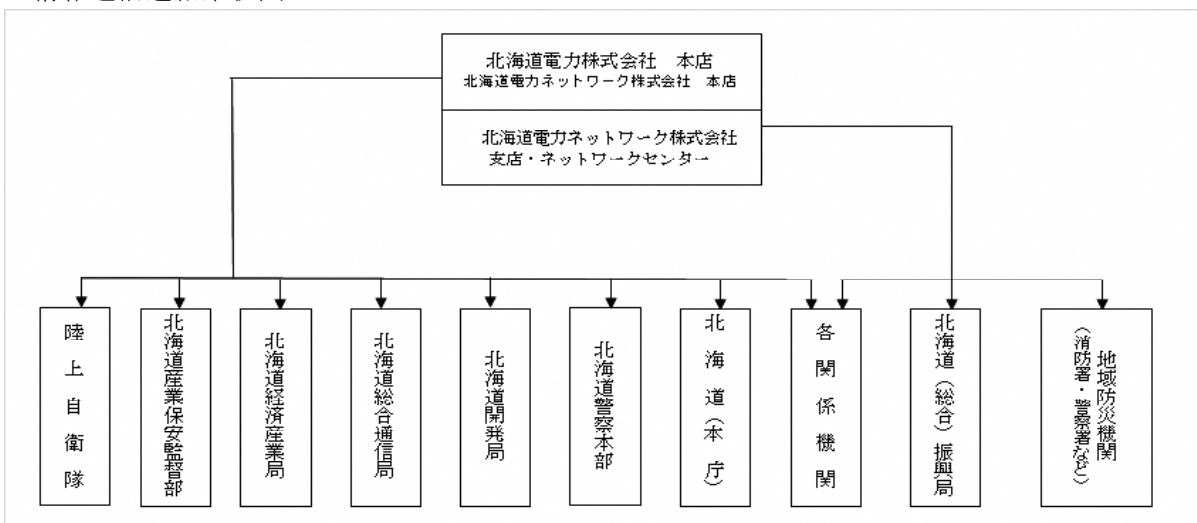 北海道電力株式会社　本店
北海道電力ネットワーク株式会社　本店
北海道電力ネットワーク株式会社
支店・ネットワークセンター
陸上自衛隊
北海道産業保安監督部
北海道経済産業局
北海道総合通信局
北海道開発局
北海道警察本部
北海道（本庁）
各関係機関
北海道（総合）振興局
地域防災機関
（消防署・警察署など）